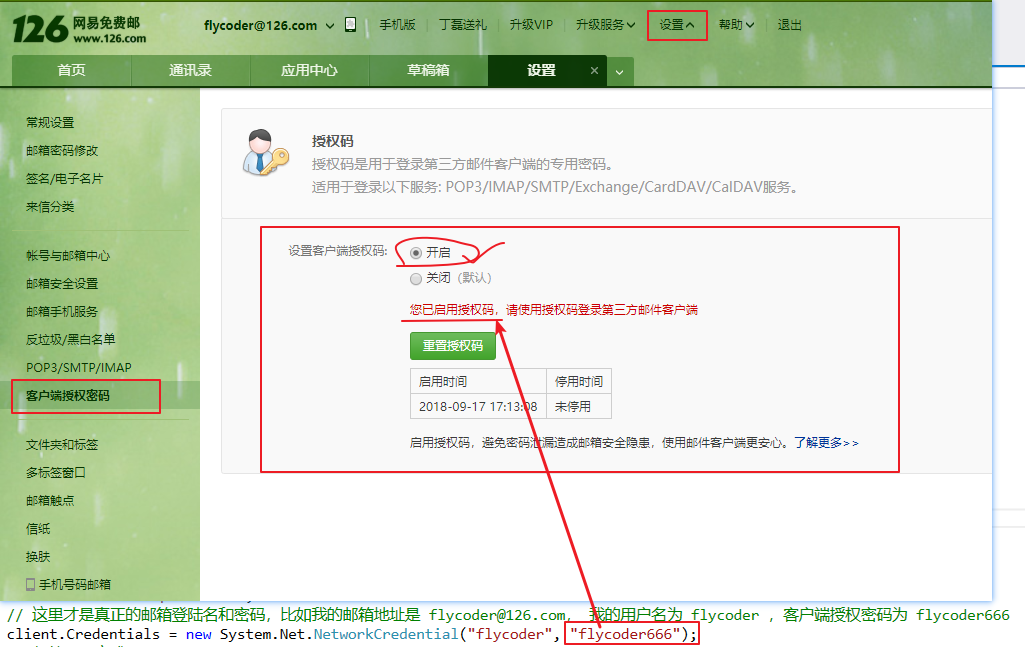 126 网易免费邮
www.126.com
flycoder@126.com 手机版 丁磊送礼 升级VIP 升级服务 设置 帮助 退出
首页 通讯录 应用中心 草稿箱 设置 ×
常规设置
邮箱密码修改
签名/电子名片
来信分类
帐号与邮箱中心
邮箱安全设置
邮箱手机服务
反垃圾/黑白名单
POP3/SMTP/IMAP
客户端授权密码
文件夹和标签
多标签窗口
邮箱触点
信纸
换肤
手机号码邮箱
授权码
授权码是用于登录第三方邮件客户端的专用密码。
适用于登录以下服务: POP3/IMAP/SMTP/Exchange/CardDAV/CalDAV服务。
设置客户端授权码: 开启
关闭 (默认)
您已启用授权码，请使用授权码登录第三方邮件客户端
重置授权码
启用时间 停用时间
2018-09-17 17:13:08 未停用
启用授权码，避免密码泄漏造成邮箱安全隐患，使用邮件客户端更安心。了解更多>>
// 这里才是真正的邮箱登陆名和密码，比如我的邮箱地址是 flycoder@126.com， 我的用户名为 flycoder ，客户端授权密码为 flycoder666
client.Credentials = new System.Net.NetworkCredential("flycoder", "flycoder666");